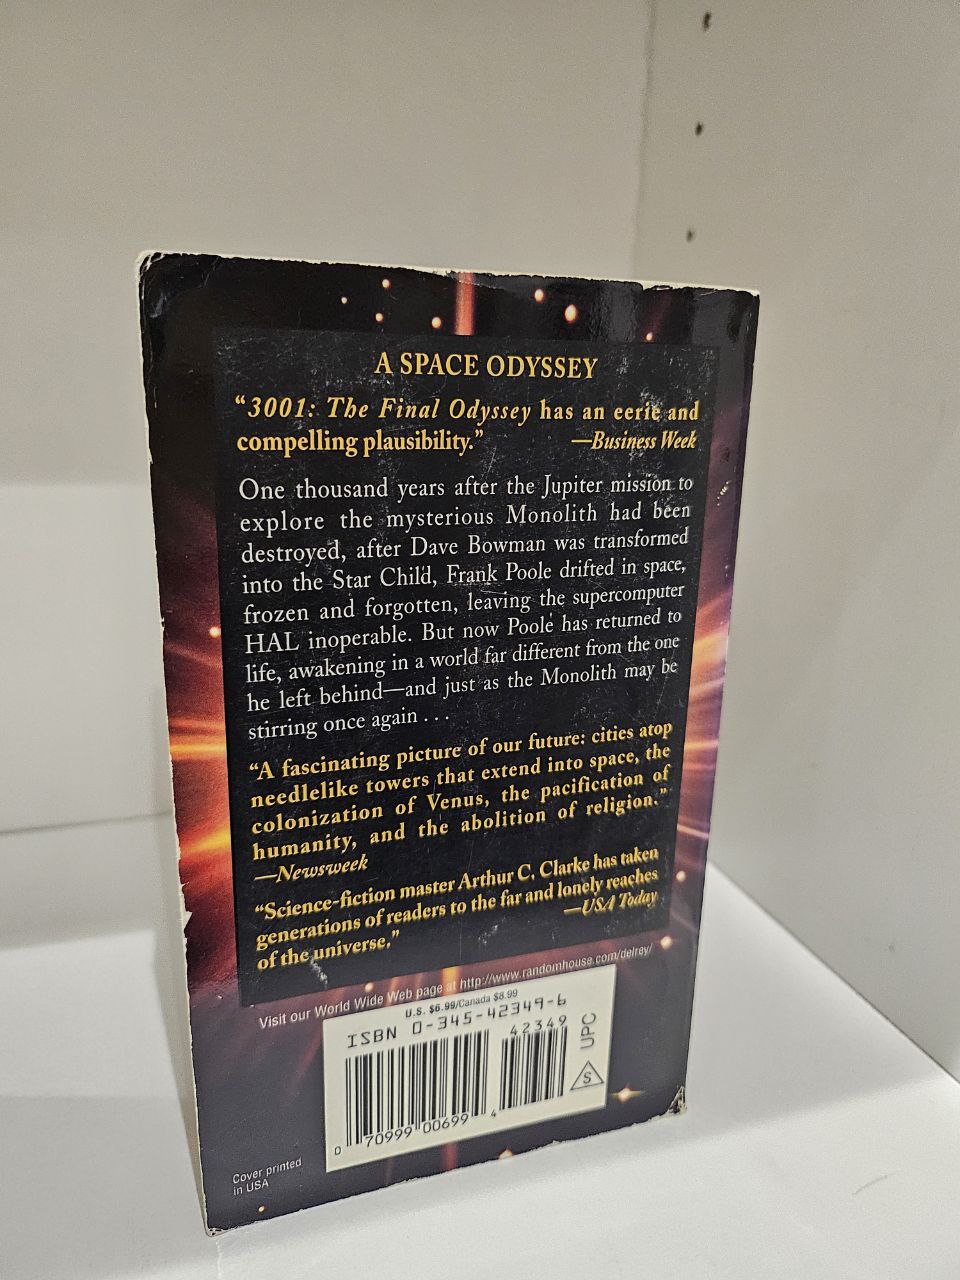 A SPACE ODYSSEY
“3001: The Final Odyssey has an eerie and
compelling plausibility.” —Business Week
One thousand years after the Jupiter mission to
explore the mysterious Monolith had been
destroyed, after Dave Bowman was transformed
into the Star Child, Frank Poole drifted in space,
frozen and forgotten, leaving the supercomputer
HAL inoperable. But now Poole has returned to
life, awakening in a world far different from the one
he left behind—and just as the Monolith may be
stirring once again . . .
“A fascinating picture of our future: cities atop
needlelike towers that extend into space, the
colonization of Venus, the pacification of
humanity, and the abolition of religion.”
—Newsweek
“Science-fiction master Arthur C. Clarke has taken
generations of readers to the far and lonely reaches
of the universe.” —USA Today
Visit our World Wide Web page at http://www.randomhouse.com/delrey/
U.S. $6.99/Canada $8.99
ISBN 0-345-42349-6
42349
UPC
S
0 70999 00699 4
Cover printed
in USA